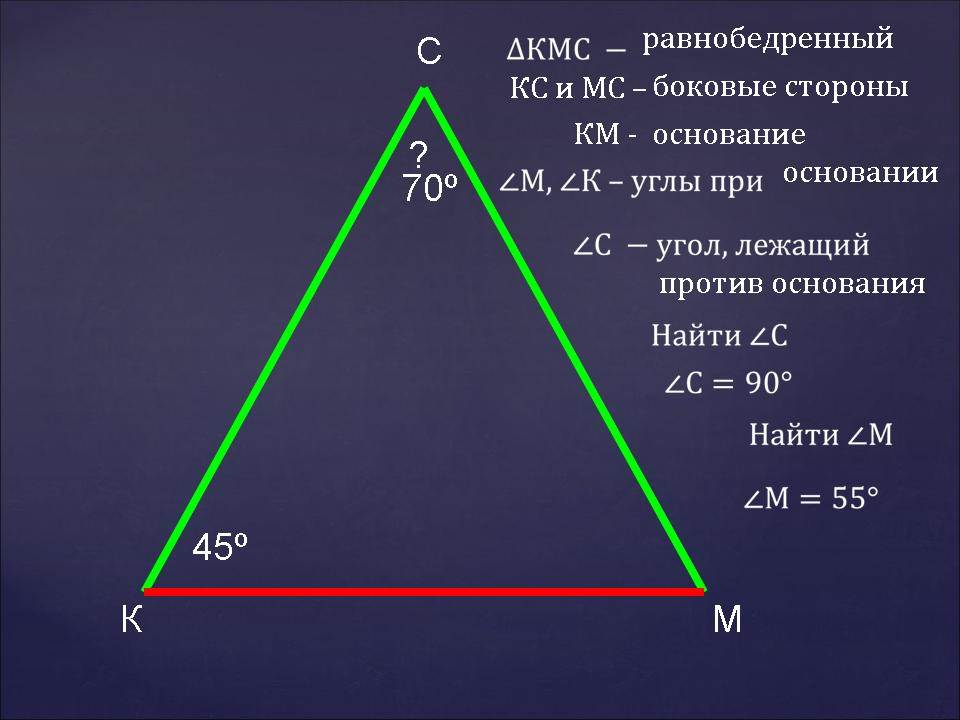 С
?
70º
45º
К
М
∆КМС − равнобедренный
КС и МС – боковые стороны
КМ - основание
∠М, ∠К – углы при основании
∠С − угол, лежащий
против основания
Найти ∠С
∠С = 90°
Найти ∠М
∠М = 55°